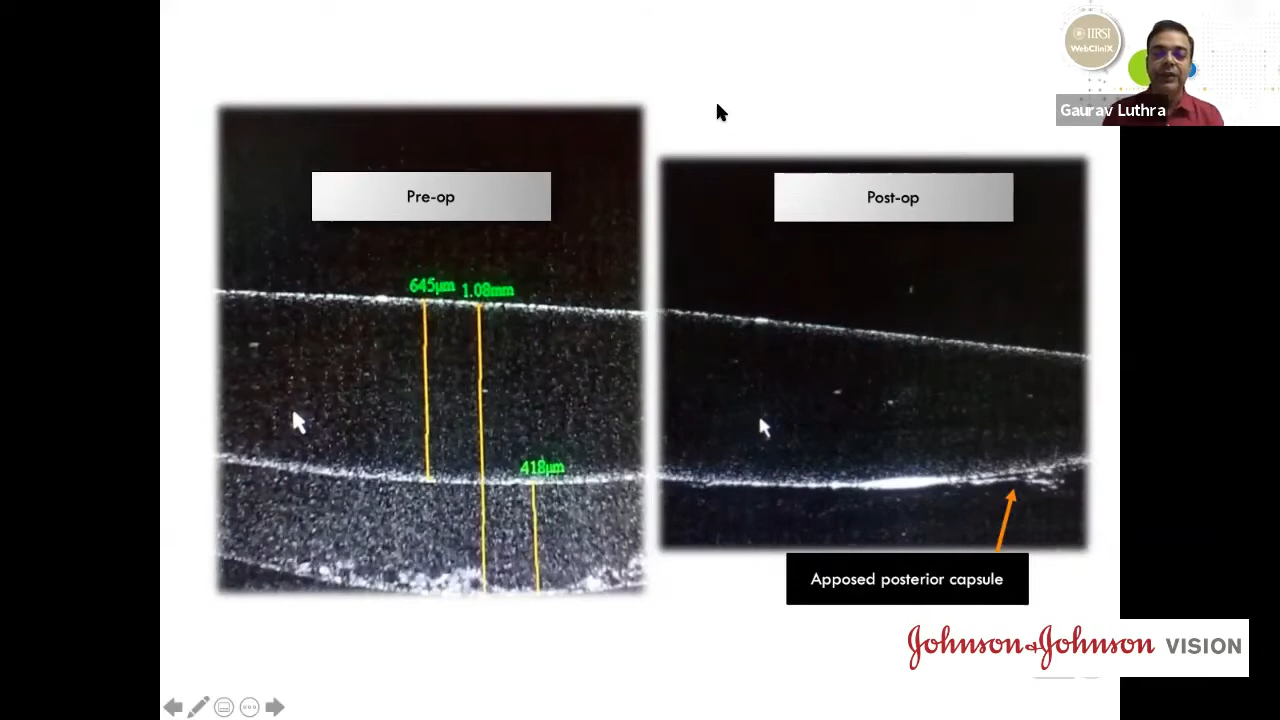 IIRSI
WebCliniX
Gaurav Luthra
Pre-op
Post-op
645µm
1.08mm
418µm
Apposed posterior capsule
Johnson & Johnson VISION